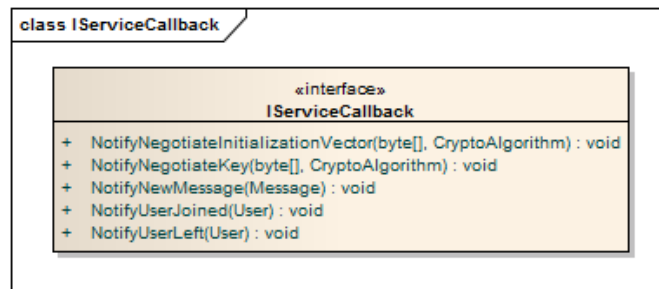 class IServiceCallback
«interface»
IServiceCallback
+ NotifyNegotiateInitializationVector(byte[], CryptoAlgorithm) : void
+ NotifyNegotiateKey(byte[], CryptoAlgorithm) : void
+ NotifyNewMessage(Message) : void
+ NotifyUserJoined(User) : void
+ NotifyUserLeft(User) : void